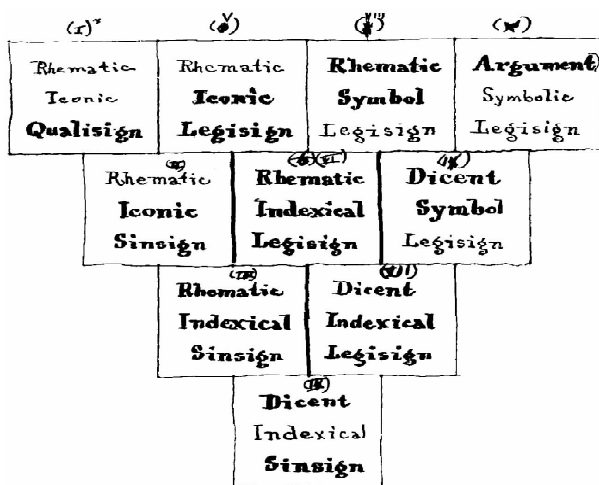 (I)
V
Rhematic
Iconic
Qualisign
Rhematic
Iconic
Legisign
Rhematic
Symbol
Legisign
Argument
Symbolic
Legisign
Rhematic
Iconic
Sinsign
Rhematic
Indexical
Legisign
Dicent
Symbol
Legisign
Rhematic
Indexical
Sinsign
Dicent
Indexical
Legisign
Dicent
Indexical
Sinsign